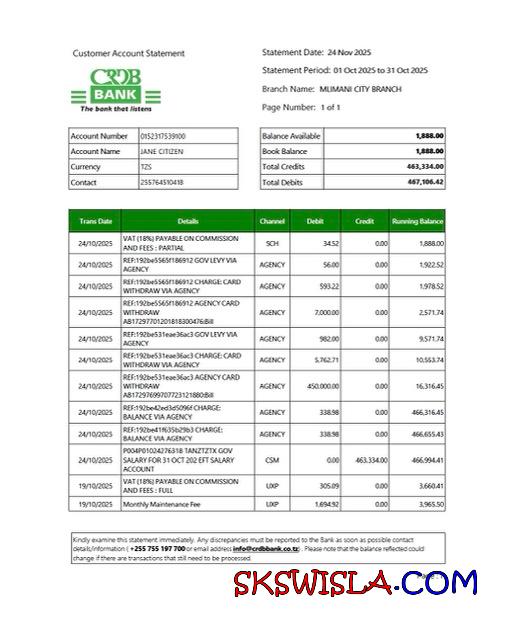 Customer Account Statement
Statement Date: 24 Nov 2025
Statement Period: 01 Oct 2025 to 31 Oct 2025
CRDB
BANK
The bank that listens
Branch Name: MLIMANI CITY BRANCH
Page Number: 1 of 1
Account Number 0152317539100
Account Name JANE CITIZEN
Currency TZS
Contact 255764510418
Balance Available 1,888.00
Book Balance 1,888.00
Total Credits 463,334.00
Total Debits 467,106.42
Trans Date Details Channel Debit Credit Running Balance
24/10/2025 VAT (18%) PAYABLE ON COMMISSION SCH 34.52 0.00 1,888.00
AND FEES : PARTIAL
24/10/2025 REF:192be5565f186912 GOV LEVY VIA AGENCY 56.00 0.00 1,922.52
AGENCY
24/10/2025 REF:192be5565f186912 CHARGE: CARD AGENCY 593.22 0.00 1,978.52
WITHDRAW VIA AGENCY
24/10/2025 REF:192be5565f186912 AGENCY CARD AGENCY 7,000.00 0.00 2,571.74
WITHDRAW
AB17297701201818300476:Bill
24/10/2025 REF:192be531eae36ac3 GOV LEVY VIA AGENCY 982.00 0.00 9,571.74
AGENCY
24/10/2025 REF:192be531eae36ac3 CHARGE: CARD AGENCY 5,762.71 0.00 10,553.74
WITHDRAW VIA AGENCY
24/10/2025 REF:192be531eae36ac3 AGENCY CARD AGENCY 450,000.00 0.00 16,316.45
WITHDRAW
AB17297699707723121880:Bill
24/10/2025 REF:192be42ed3d5096f CHARGE: AGENCY 338.98 0.00 466,316.45
BALANCE VIA AGENCY
24/10/2025 REF:192be41f635b29b3 CHARGE: AGENCY 338.98 0.00 466,655.43
BALANCE VIA AGENCY
24/10/2025 P004P01024276318 TANZTZTX GOV CSM 0.00 463,334.00 466,994.41
SALARY FOR 31 OCT 202 EFT SALARY
ACCOUNT
19/10/2025 VAT (18%) PAYABLE ON COMMISSION UXP 305.09 0.00 3,660.41
AND FEES : FULL
19/10/2025 Monthly Maintenance Fee UXP 1,694.92 0.00 3,965.50
Kindly examine this statement immediately. Any discrepancies must be reported to the Bank as soon as possible contact
details/information ( +255 755 197 700 or email address info@crdbbank.co.tz) . Please note that the balance reflected could
change if there are transactions that still need to be processed.
SKSWISLA.COM